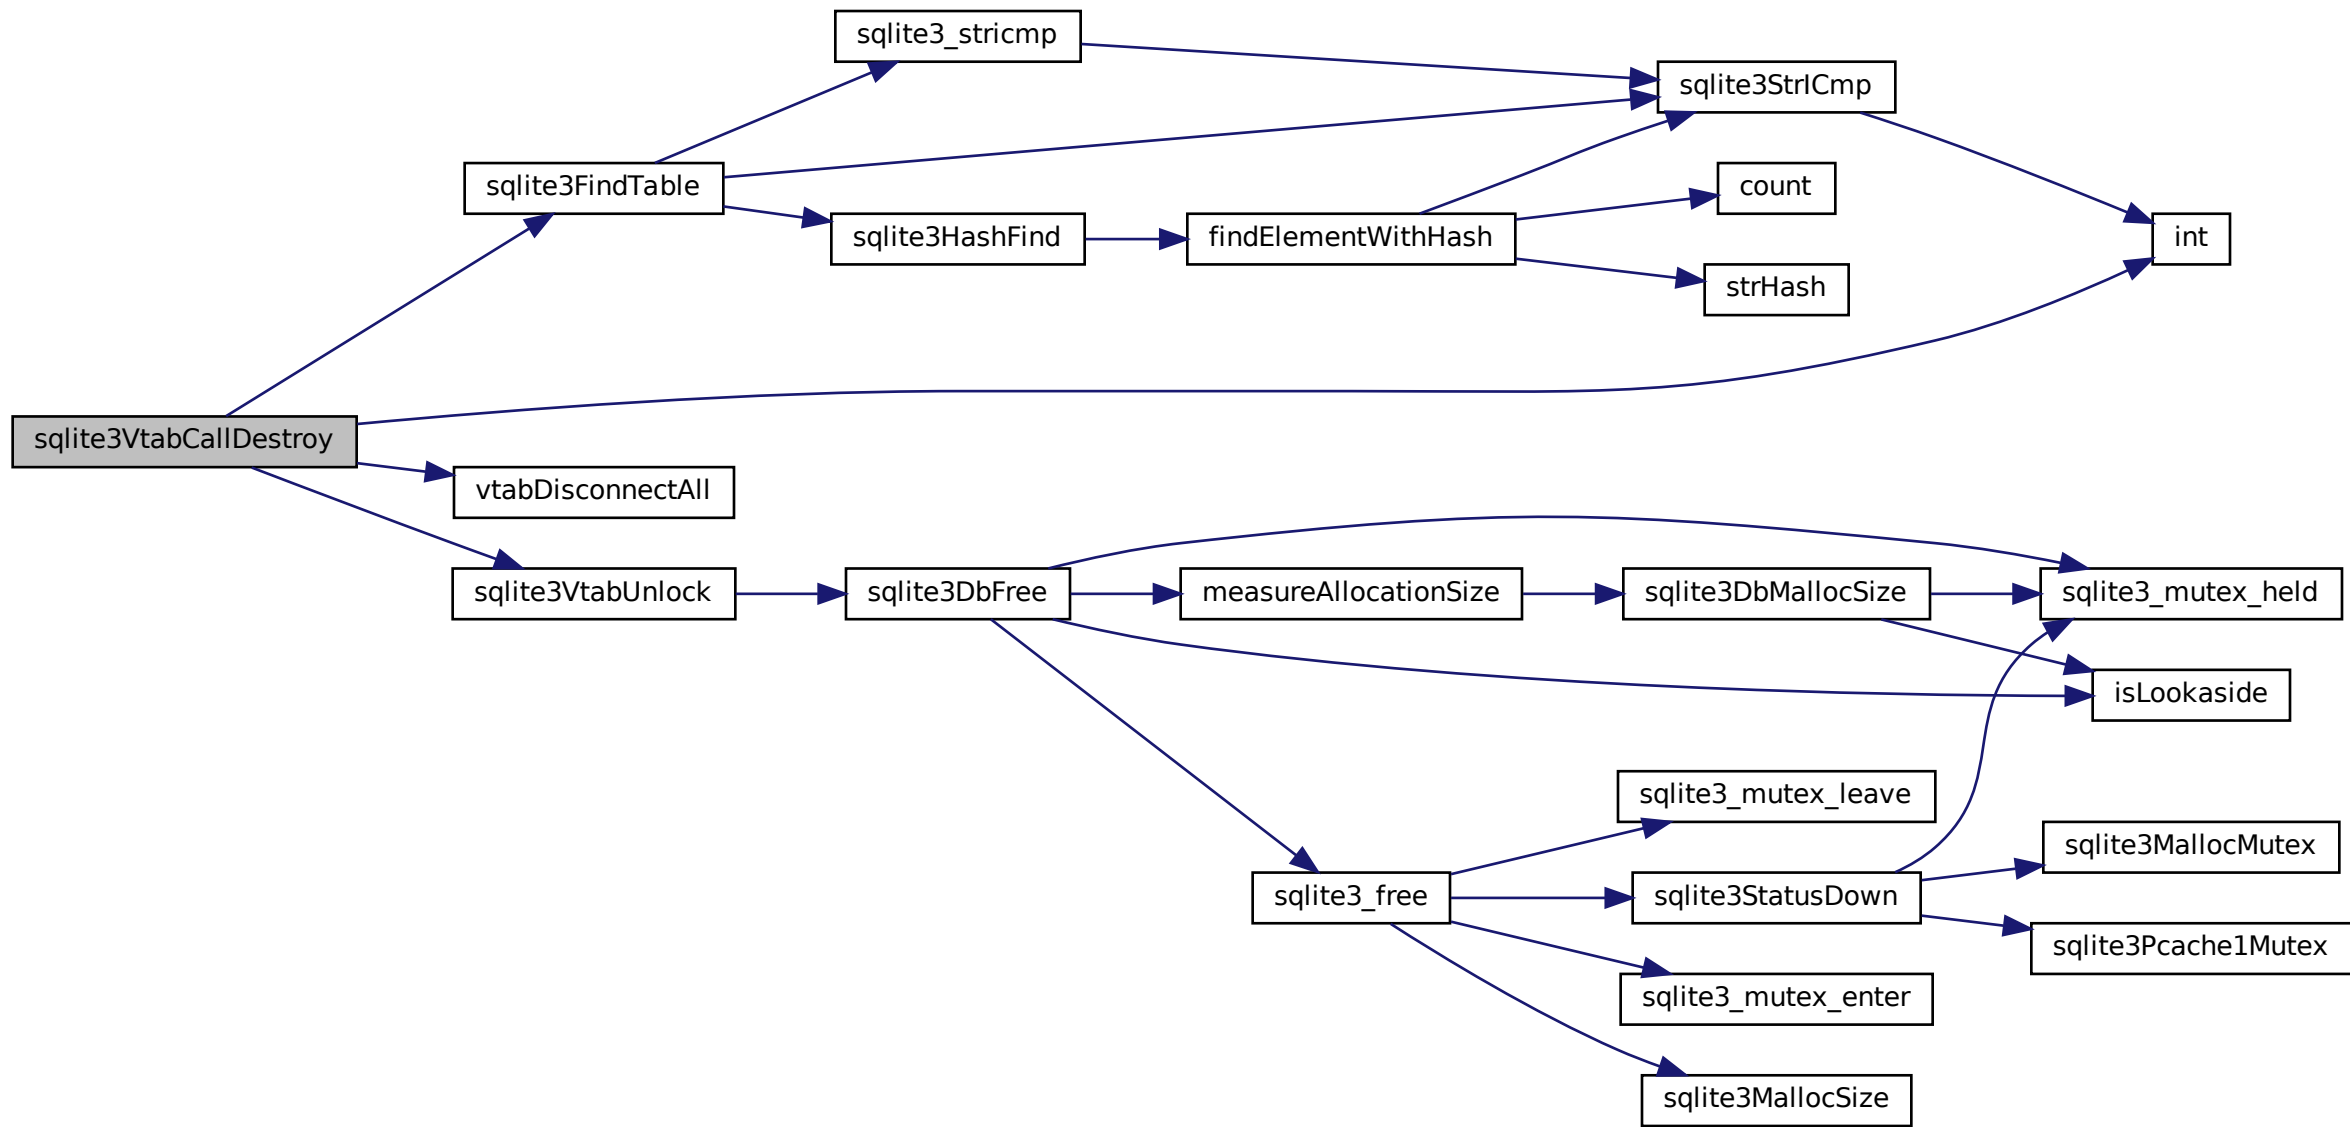 sqlite3_stricmp
sqlite3StrICmp
sqlite3FindTable
count
sqlite3HashFind
findElementWithHash
int
strHash
sqlite3VtabCallDestroy
vtabDisconnectAll
sqlite3VtabUnlock
sqlite3DbFree
measureAllocationSize
sqlite3DbMallocSize
sqlite3_mutex_held
isLookaside
sqlite3_mutex_leave
sqlite3MallocMutex
sqlite3_free
sqlite3StatusDown
sqlite3Pcache1Mutex
sqlite3_mutex_enter
sqlite3MallocSize